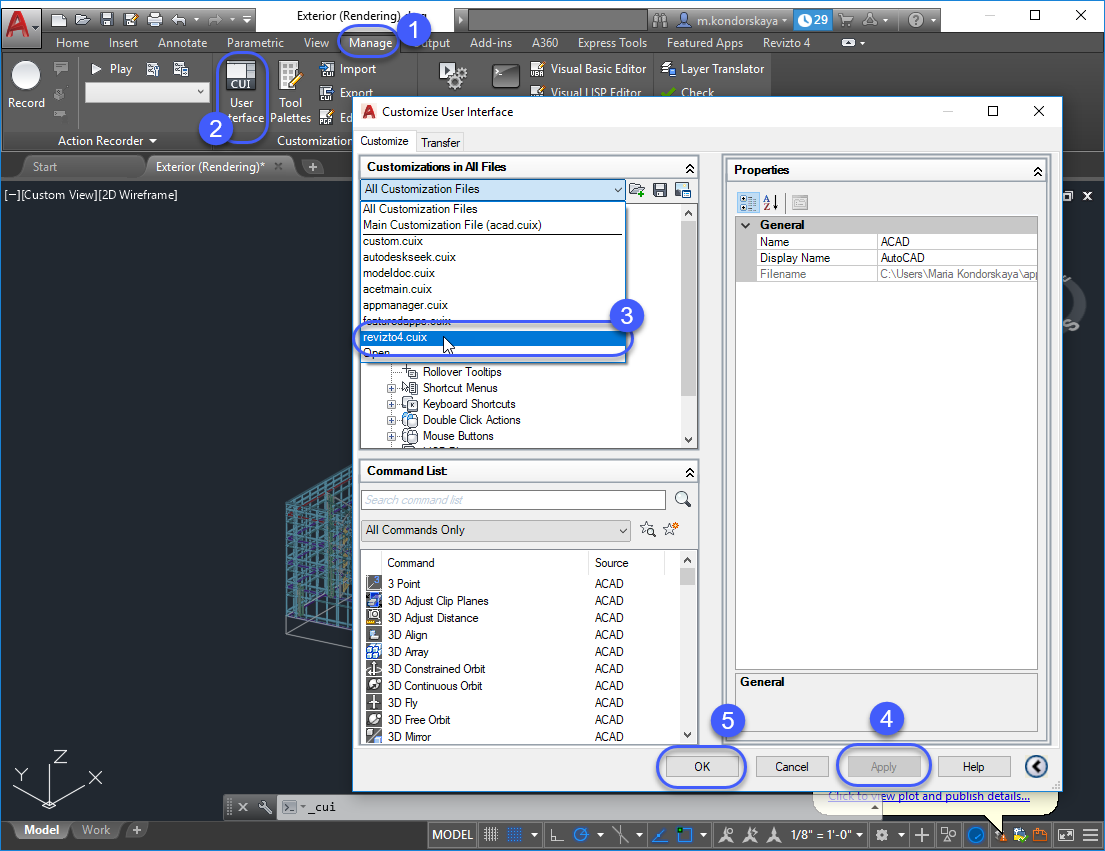 Exterior (Rendering)
m.kondorskaya
29
Home Insert Annotate Parametric View Manage Output Add-ins A360 Express Tools Featured Apps Revizto 4
1
Record
Play
Action Recorder
CUI
User
Interface
2
Tool
Palettes
Import
Export
Customization
Visual Basic Editor
Visual LISP Editor
Layer Translator
Check
Start
Exterior (Rendering)*
[−][Custom View][2D Wireframe]
Customize User Interface
Customize Transfer
Customizations in All Files
All Customization Files
All Customization Files
Main Customization File (acad.cuix)
custom.cuix
autodeskseek.cuix
modeldoc.cuix
acetmain.cuix
appmanager.cuix
featuredapps.cuix
3
revizto4.cuix
Open
Rollover Tooltips
Shortcut Menus
Keyboard Shortcuts
Double Click Actions
Mouse Buttons
Command List:
Search command list
All Commands Only
Command Source
3 Point ACAD
3D Adjust Clip Planes ACAD
3D Adjust Distance ACAD
3D Align ACAD
3D Array ACAD
3D Constrained Orbit ACAD
3D Continuous Orbit ACAD
3D Fly ACAD
3D Free Orbit ACAD
3D Mirror ACAD
Properties
General
Name ACAD
Display Name AutoCAD
Filename C:\Users\Maria Kondorskaya\app
General
5
4
OK Cancel Apply Help
Click to view plot and publish details...
Z
Y
X
_cui
Model Work
MODEL
1/8" = 1'-0"